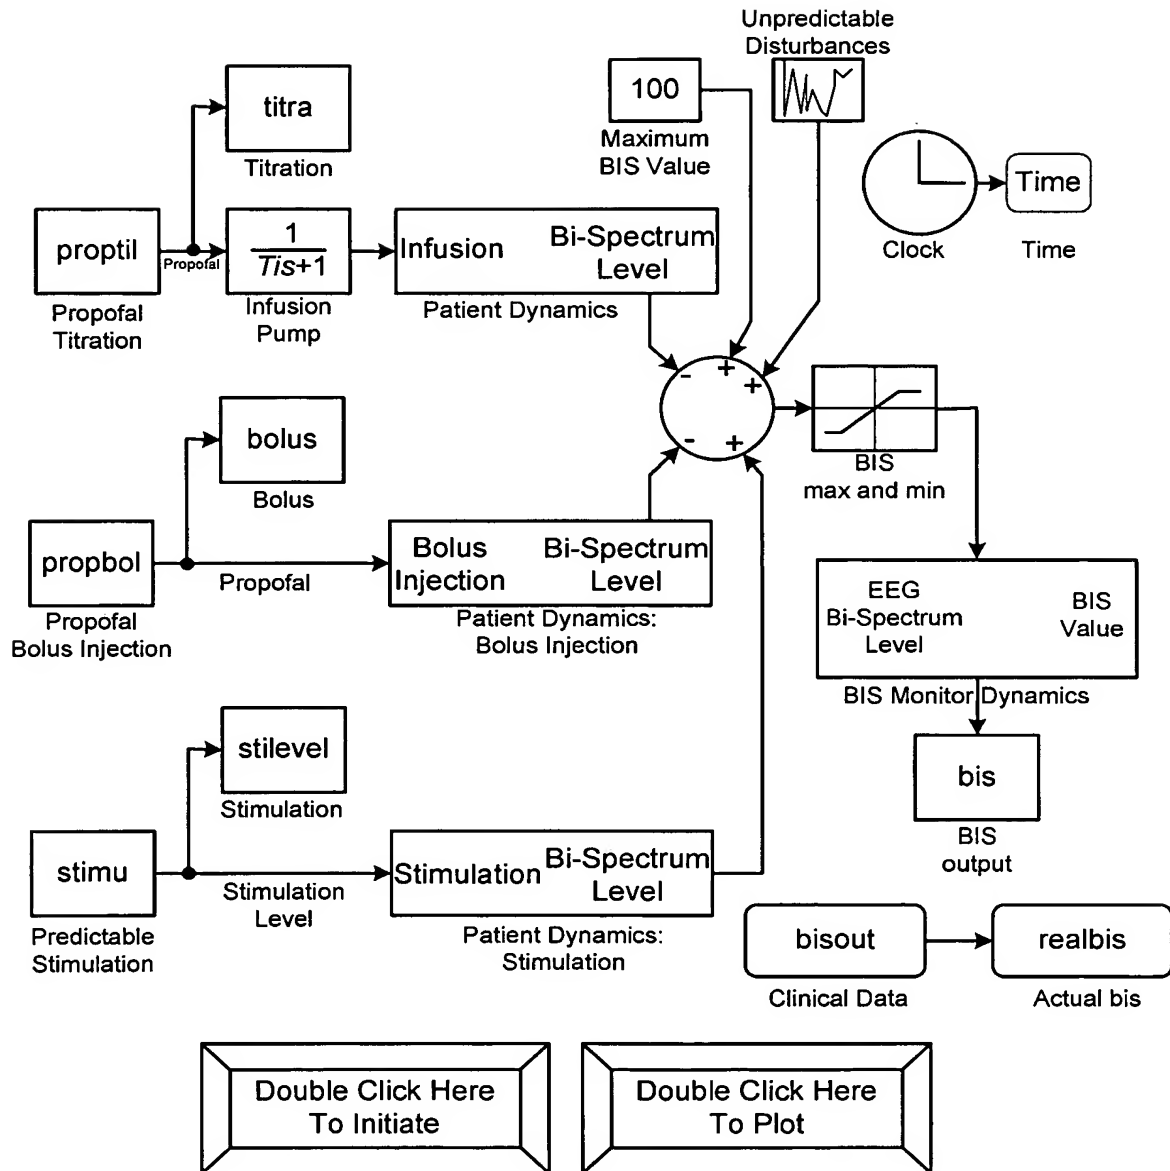 Unpredictable
Disturbances
100
Maximum
BIS Value
titra
Titration
Time
Clock
Time
proptil
Propofal
1
Tis+1
Infusion
Bi-Spectrum
Level
Propofal
Titration
Infusion
Pump
Patient Dynamics
-
+
+
-
+
bolus
Bolus
BIS
max and min
propbol
Propofal
Bolus
Injection
Bi-Spectrum
Level
Propofal
Bolus Injection
Patient Dynamics:
Bolus Injection
EEG
Bi-Spectrum
Level
BIS
Value
BIS Monitor Dynamics
stilevel
Stimulation
bis
BIS
output
stimu
Stimulation
Level
Stimulation
Bi-Spectrum
Level
Predictable
Stimulation
Patient Dynamics:
Stimulation
bisout
realbis
Clinical Data
Actual bis
Double Click Here
To Initiate
Double Click Here
To Plot